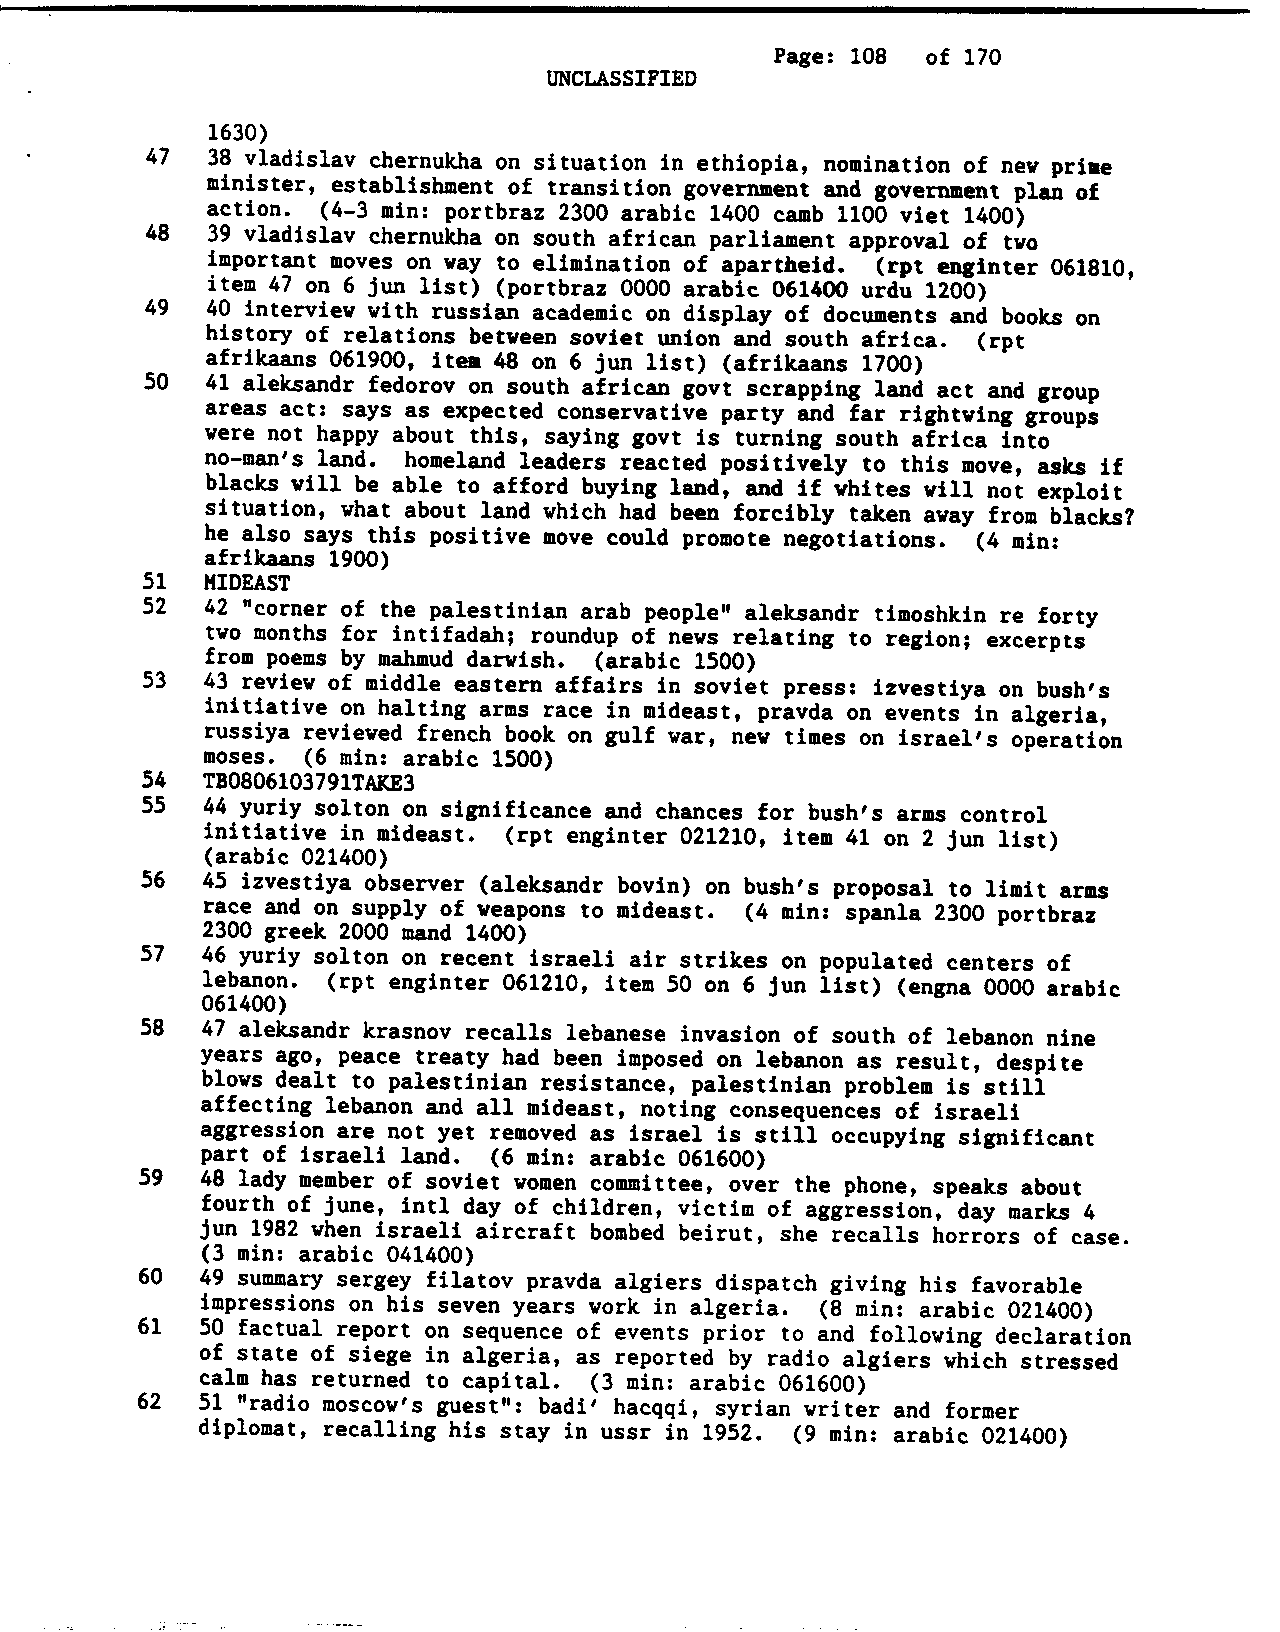 Page: 108 of 170
UNCLASSIFIED
1630)
47 38 vladislav chernukha on situation in ethiopia, nomination of new prime
minister, establishment of transition government and government plan of
action. (4-3 min: portbraz 2300 arabic 1400 camb 1100 viet 1400)
48 39 vladislav chernukha on south african parliament approval of two
important moves on way to elimination of apartheid. (rpt enginter 061810,
item 47 on 6 jun list) (portbraz 0000 arabic 061400 urdu 1200)
49 40 interview with russian academic on display of documents and books on
history of relations between soviet union and south africa. (rpt
afrikaans 061900, item 48 on 6 jun list) (afrikaans 1700)
50 41 aleksandr fedorov on south african govt scrapping land act and group
areas act: says as expected conservative party and far rightwing groups
were not happy about this, saying govt is turning south africa into
no-man's land. homeland leaders reacted positively to this move, asks if
blacks will be able to afford buying land, and if whites will not exploit
situation, what about land which had been forcibly taken away from blacks?
he also says this positive move could promote negotiations. (4 min:
afrikaans 1900)
51 MIDEAST
52 42 "corner of the palestinian arab people" aleksandr timoshkin re forty
two months for intifadah; roundup of news relating to region; excerpts
from poems by mahmud darwish. (arabic 1500)
53 43 review of middle eastern affairs in soviet press: izvestiya on bush's
initiative on halting arms race in mideast, pravda on events in algeria,
russiya reviewed french book on gulf war, new times on israel's operation
moses. (6 min: arabic 1500)
54 TB0806103791TAKE3
55 44 yuriy solton on significance and chances for bush's arms control
initiative in mideast. (rpt enginter 021210, item 41 on 2 jun list)
(arabic 021400)
56 45 izvestiya observer (aleksandr bovin) on bush's proposal to limit arms
race and on supply of weapons to mideast. (4 min: spanla 2300 portbraz
2300 greek 2000 mand 1400)
57 46 yuriy solton on recent israeli air strikes on populated centers of
lebanon. (rpt enginter 061210, item 50 on 6 jun list) (engna 0000 arabic
061400)
58 47 aleksandr krasnov recalls lebanese invasion of south of lebanon nine
years ago, peace treaty had been imposed on lebanon as result, despite
blows dealt to palestinian resistance, palestinian problem is still
affecting lebanon and all mideast, noting consequences of israeli
aggression are not yet removed as israel is still occupying significant
part of israeli land. (6 min: arabic 061600)
59 48 lady member of soviet women committee, over the phone, speaks about
fourth of june, intl day of children, victim of aggression, day marks 4
jun 1982 when israeli aircraft bombed beirut, she recalls horrors of case.
(3 min: arabic 041400)
60 49 summary sergey filatov pravda algiers dispatch giving his favorable
impressions on his seven years work in algeria. (8 min: arabic 021400)
61 50 factual report on sequence of events prior to and following declaration
of state of siege in algeria, as reported by radio algiers which stressed
calm has returned to capital. (3 min: arabic 061600)
62 51 "radio moscow's guest": badi' hacqqi, syrian writer and former
diplomat, recalling his stay in ussr in 1952. (9 min: arabic 021400)